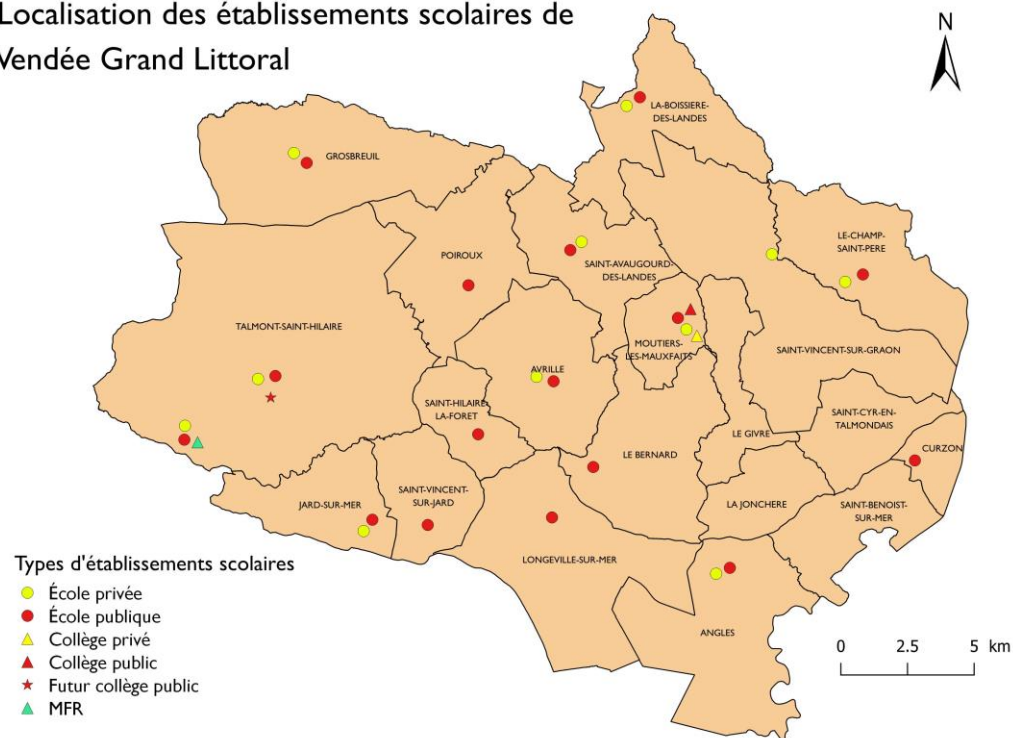 Localisation des établissements scolaires de
Vendée Grand Littoral
N
LA-BOISSIERE-
DES-LANDES
GROSBREUIL
LE-CHAMP-
SAINT-PERE
POIROUX
SAINT-AVAUGOURD-
DES-LANDES
TALMONT-SAINT-HILAIRE
MOUTIERS-
LES-MAUXFAITS
SAINT-VINCENT-SUR-GRAON
AVRILLE
SAINT-HILAIRE-
LA-FORET
SAINT-CYR-EN-
TALMONDAIS
LE GIVRE
CURZON
LE BERNARD
SAINT-VINCENT-
SUR-JARD
JARD-SUR-MER
LA JONCHERE
SAINT-BENOIST-
SUR-MER
LONGEVILLE-SUR-MER
ANGLES
Types d'établissements scolaires
École privée
École publique
Collège privé
Collège public
Futur collège public
MFR
0 2.5 5 km